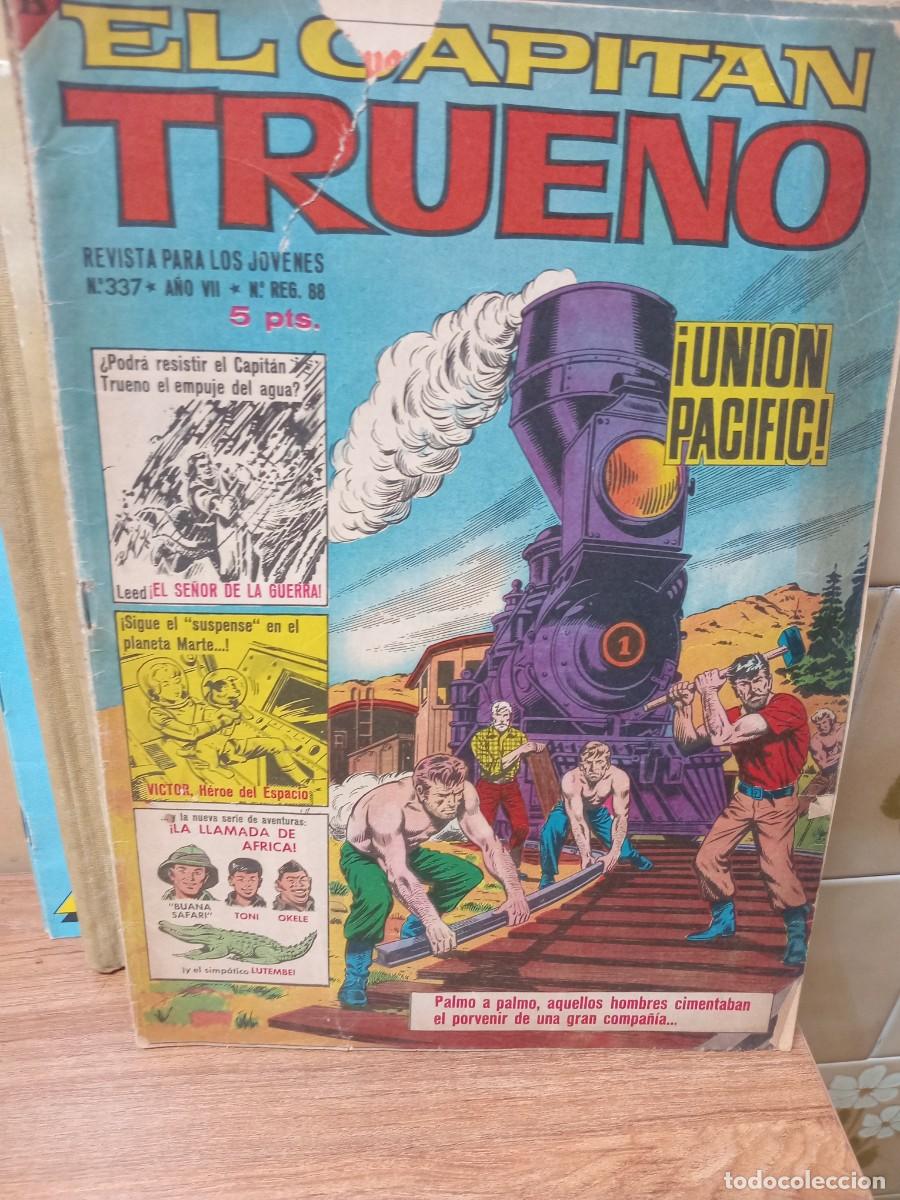 EL CAPITAN
TRUENO
REVISTA PARA LOS JOVENES
N.º 337 ★ AÑO VII ★ N.º REG. 88
5 pts.
¿Podrá resistir el Capitán
Trueno el empuje del agua?
Leed ¡EL SEÑOR DE LA GUERRA!
¡Sigue el "suspense" en el
planeta Marte...!
VICTOR, Héroe del Espacio
...y la nueva serie de aventuras:
¡LA LLAMADA DE
AFRICA!
"BUANA
SAFARI"
TONI
OKELE
¡y el simpático LUTEMBE!
¡UNION
PACIFIC!
1
Palmo a palmo, aquellos hombres cimentaban
el porvenir de una gran compañía...
todocoleccion